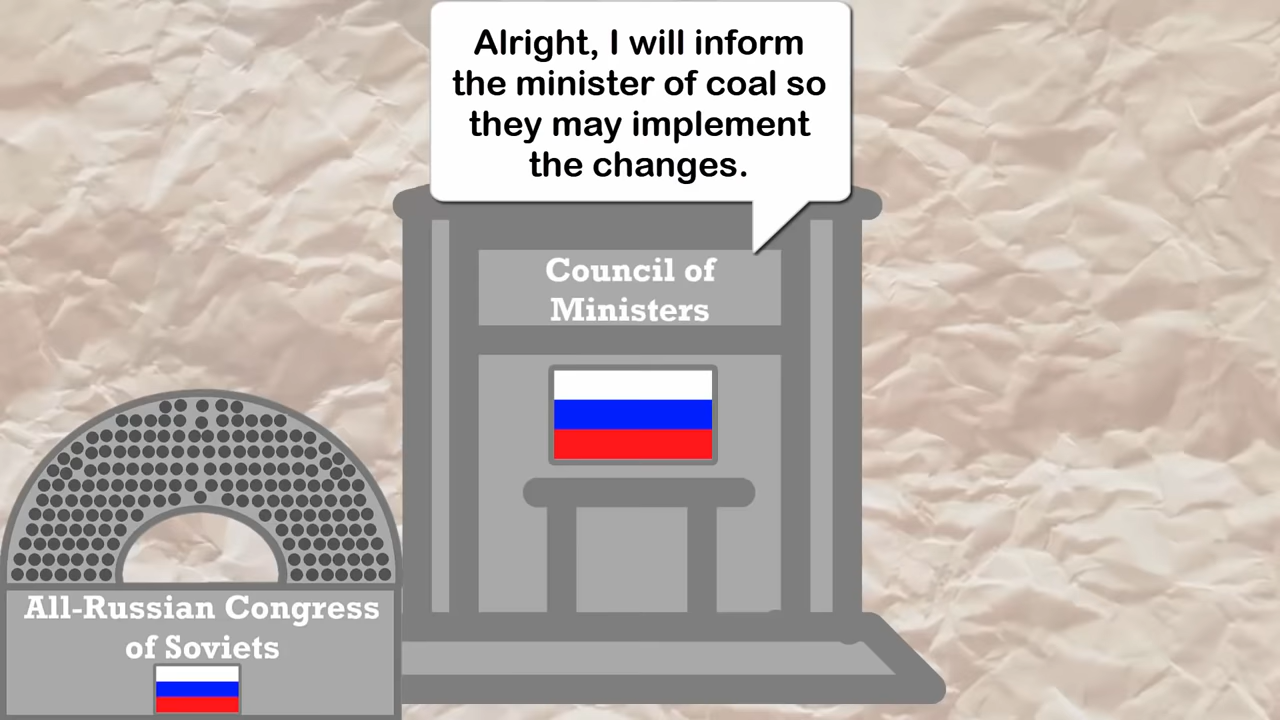 Alright, I will inform
the minister of coal so
they may implement
the changes.
Council of
Ministers
All-Russian Congress
of Soviets